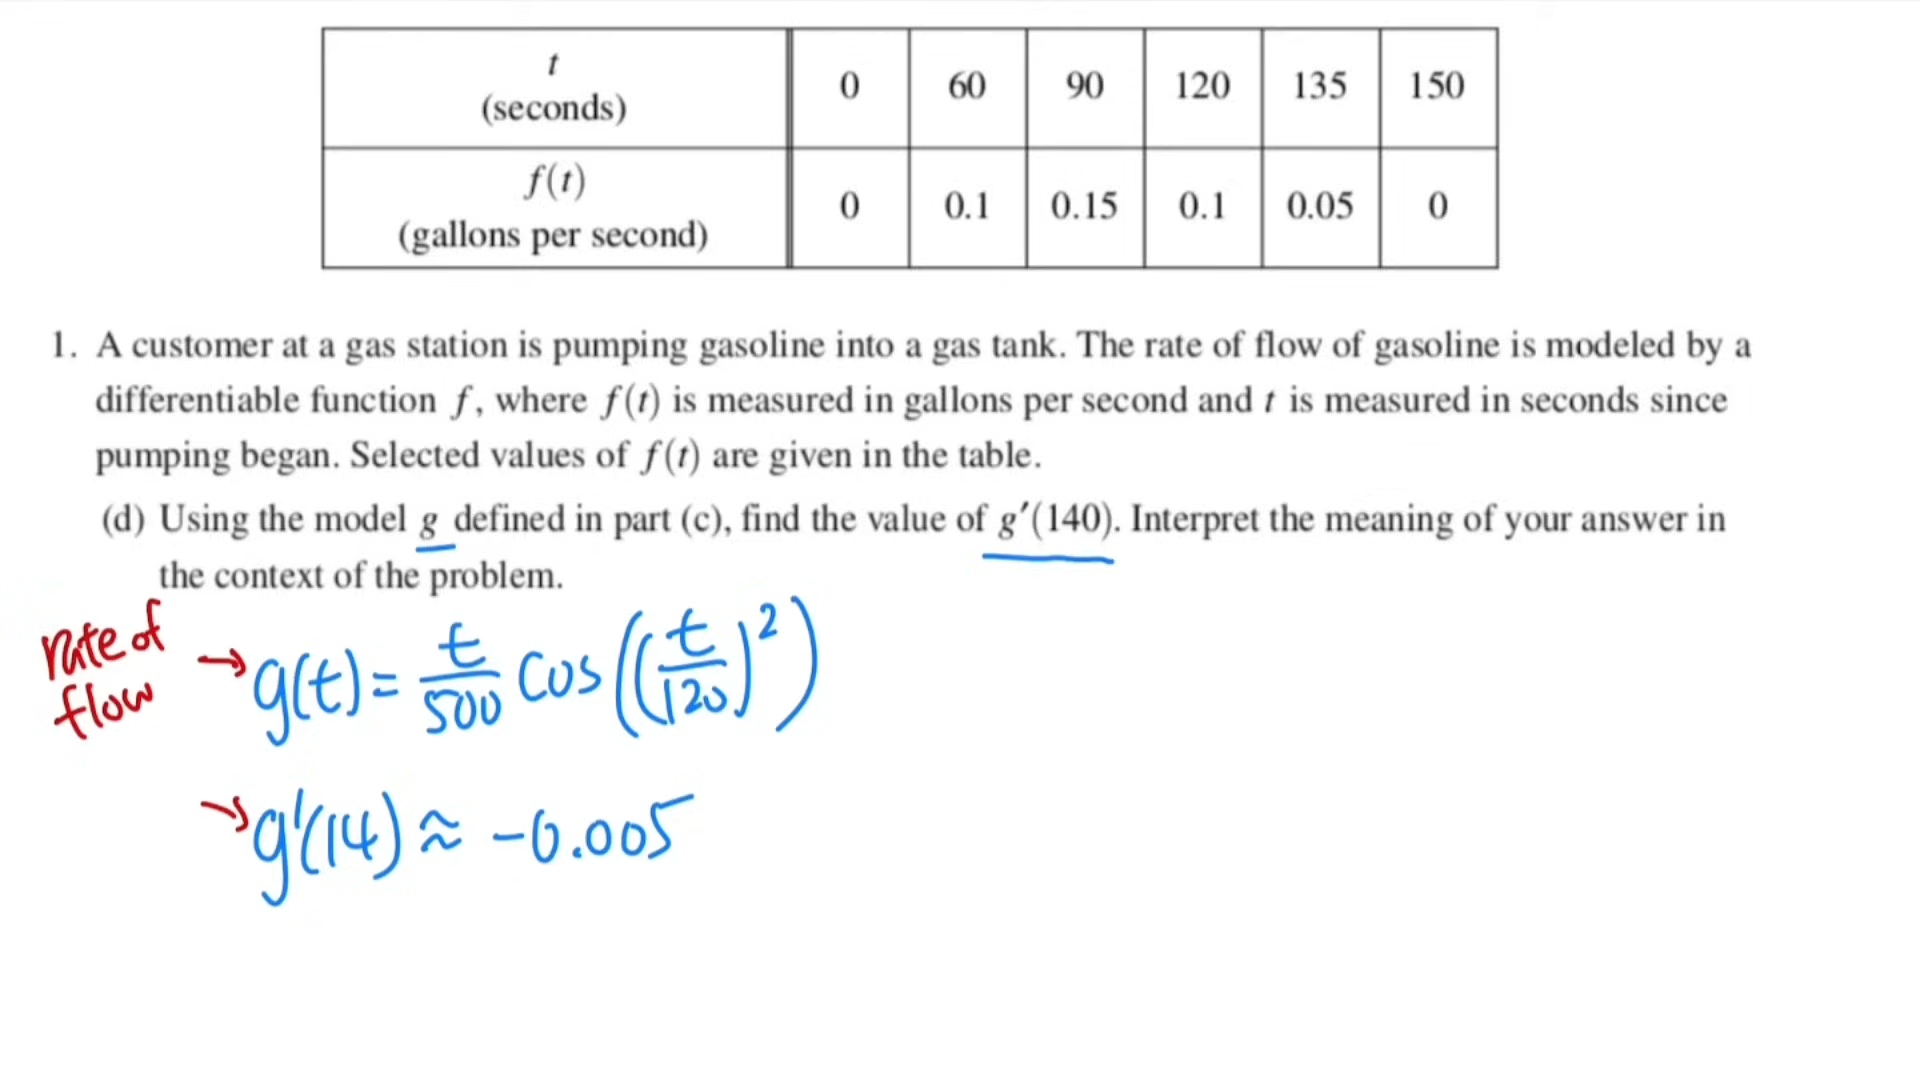 t (seconds) 0 60 90 120 135 150
f(t) (gallons per second) 0 0.1 0.15 0.1 0.05 0
1. A customer at a gas station is pumping gasoline into a gas tank. The rate of flow of gasoline is modeled by a
differentiable function f, where f(t) is measured in gallons per second and t is measured in seconds since
pumping began. Selected values of f(t) are given in the table.
(d) Using the model g defined in part (c), find the value of g′(140). Interpret the meaning of your answer in
the context of the problem.
rate of
flow
→ g(t) = t/500 cos((t/120)²)
→ g'(14) ≈ -0.005